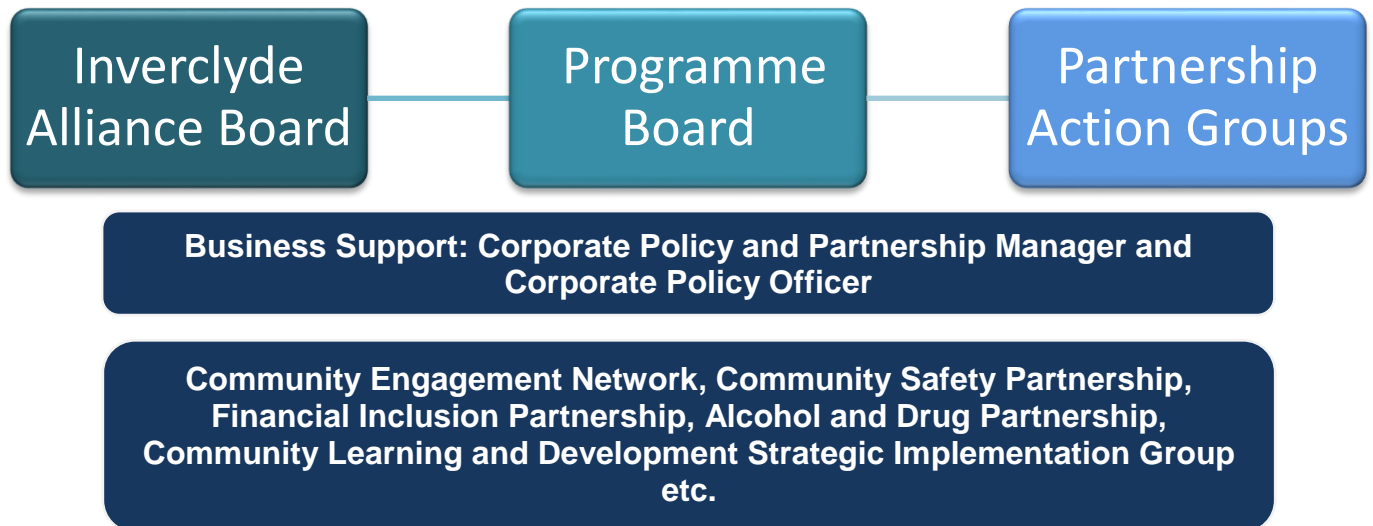 Inverclyde
Alliance Board
Programme
Board
Partnership
Action Groups
Business Support: Corporate Policy and Partnership Manager and
Corporate Policy Officer
Community Engagement Network, Community Safety Partnership,
Financial Inclusion Partnership, Alcohol and Drug Partnership,
Community Learning and Development Strategic Implementation Group
etc.